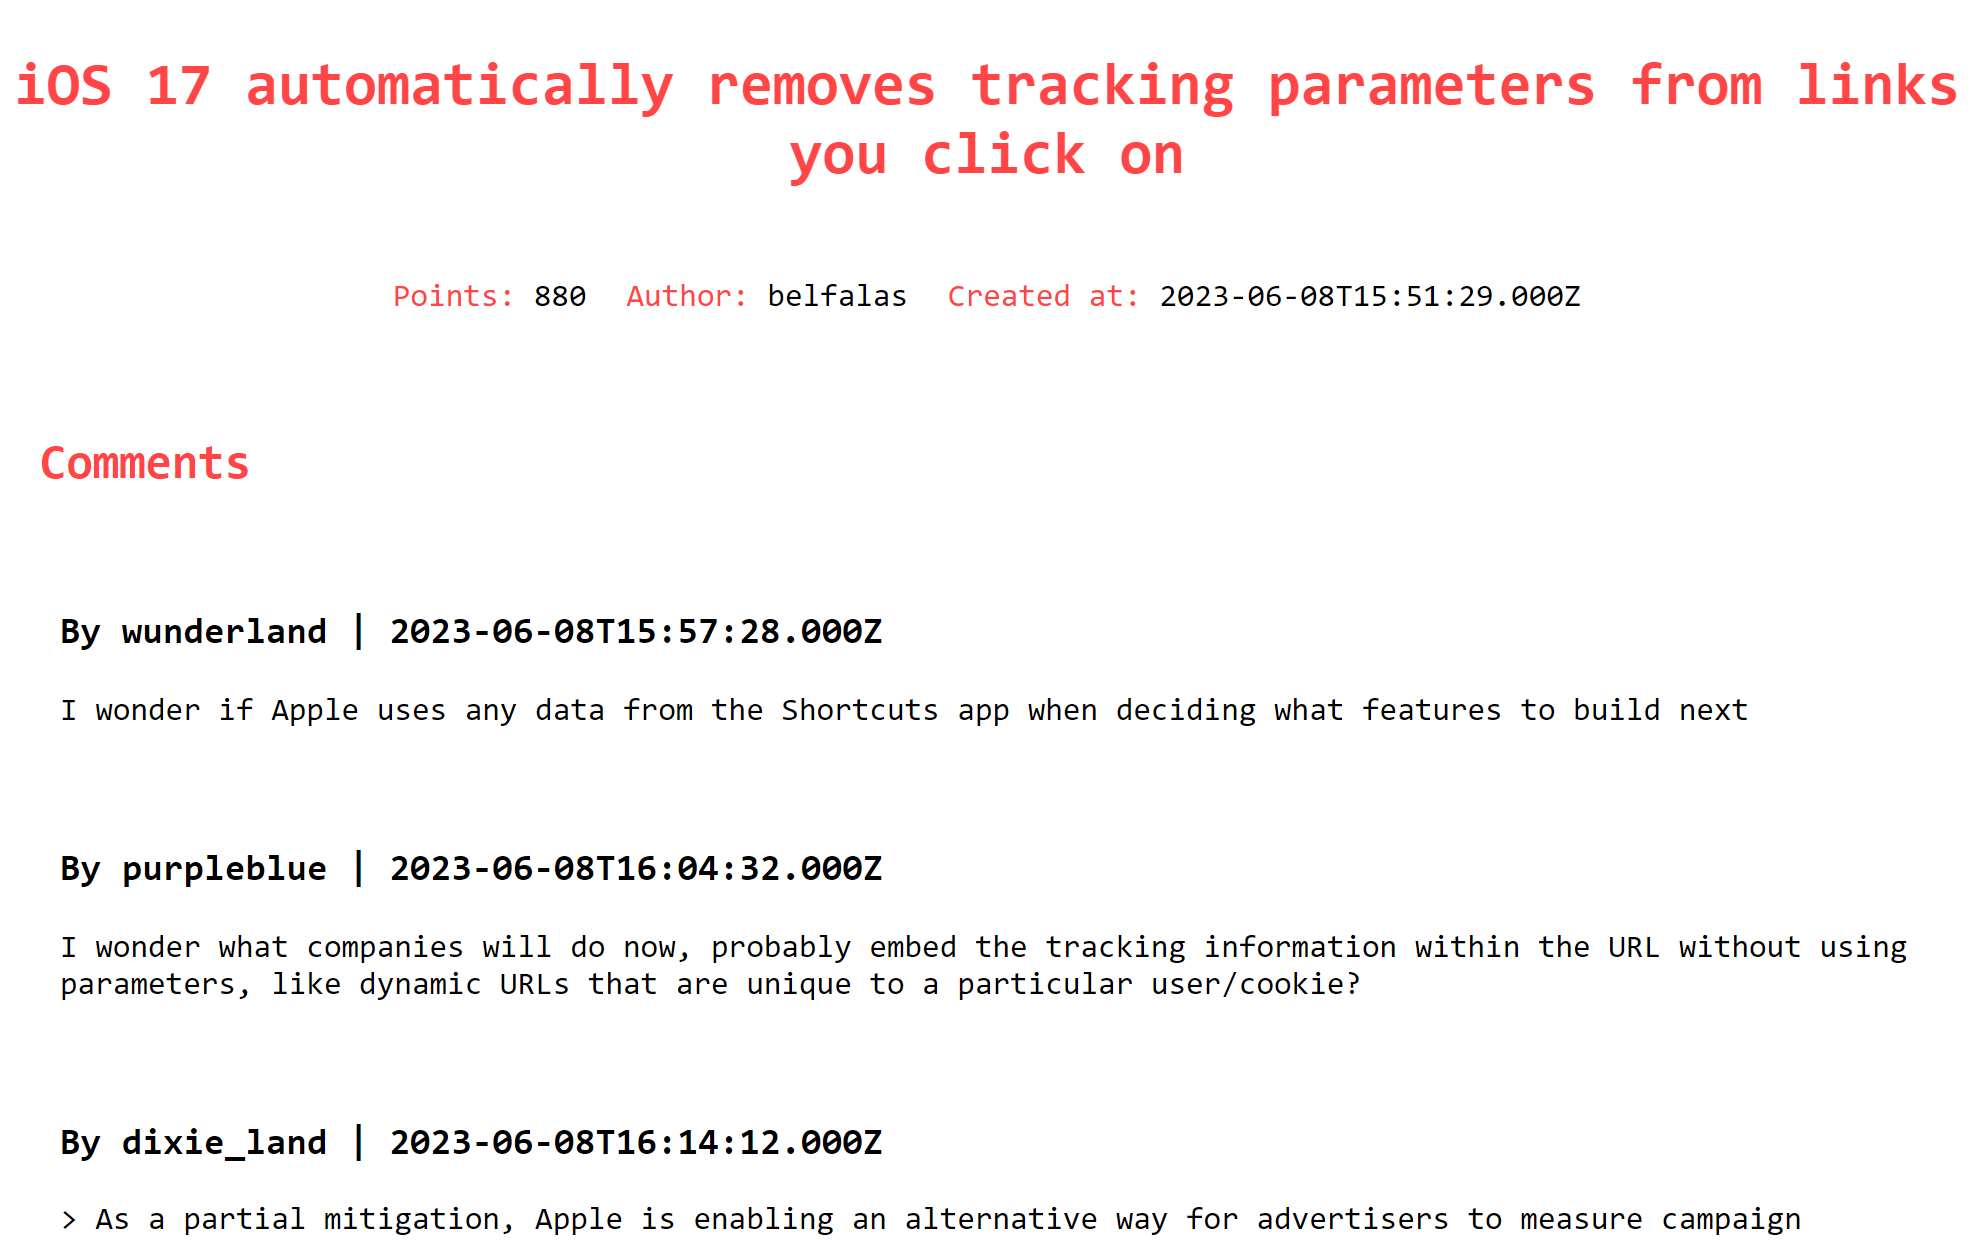 iOS 17 automatically removes tracking parameters from links
you click on
Points: 880 Author: belfalas Created at: 2023-06-08T15:51:29.000Z
Comments
By wunderland | 2023-06-08T15:57:28.000Z
I wonder if Apple uses any data from the Shortcuts app when deciding what features to build next
By purpleblue | 2023-06-08T16:04:32.000Z
I wonder what companies will do now, probably embed the tracking information within the URL without using
parameters, like dynamic URLs that are unique to a particular user/cookie?
By dixie_land | 2023-06-08T16:14:12.000Z
> As a partial mitigation, Apple is enabling an alternative way for advertisers to measure campaign